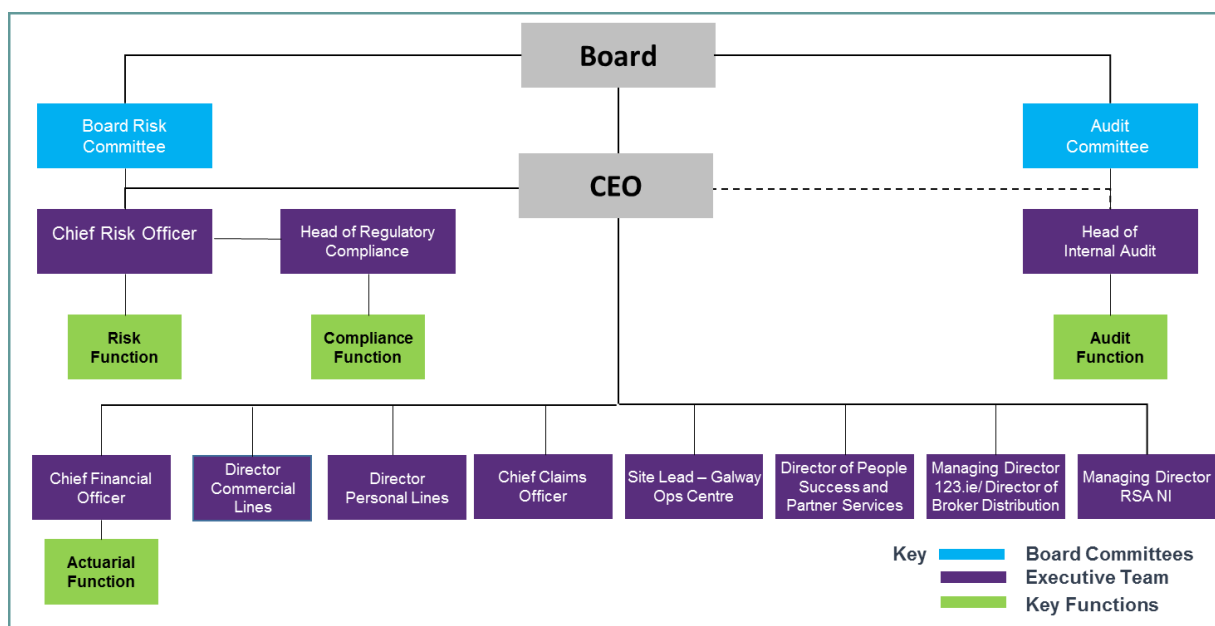 Board
Board Risk
Committee
Audit
Committee
CEO
Chief Risk Officer
Head of Regulatory
Compliance
Head of
Internal Audit
Risk
Function
Compliance
Function
Audit
Function
Chief Financial
Officer
Director
Commercial
Lines
Director
Personal Lines
Chief Claims
Officer
Site Lead – Galway
Ops Centre
Director of People
Success and
Partner Services
Managing Director
123.ie/ Director of
Broker Distribution
Managing Director
RSA NI
Actuarial
Function
Key
Board Committees
Executive Team
Key Functions